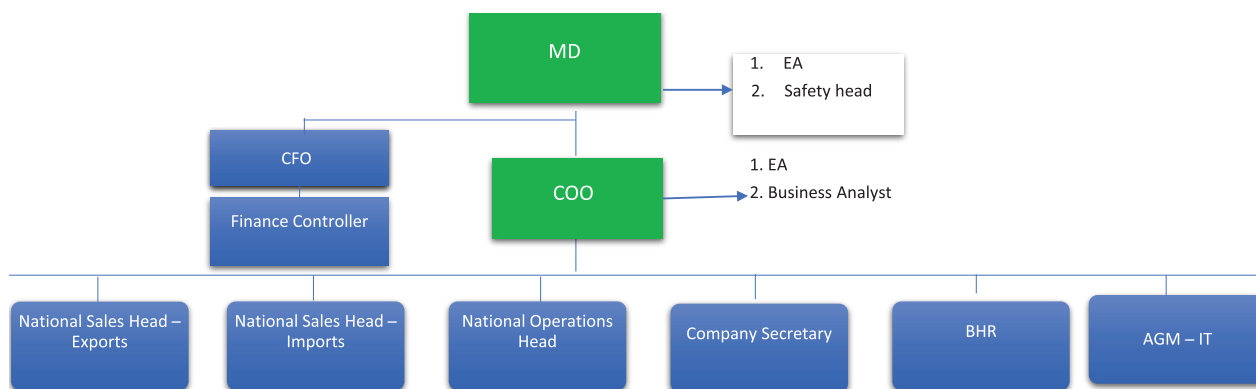 MD
1. EA
2. Safety head
CFO
COO
1. EA
2. Business Analyst
Finance Controller
National Sales Head –
Exports
National Sales Head –
Imports
National Operations
Head
Company Secretary
BHR
AGM – IT